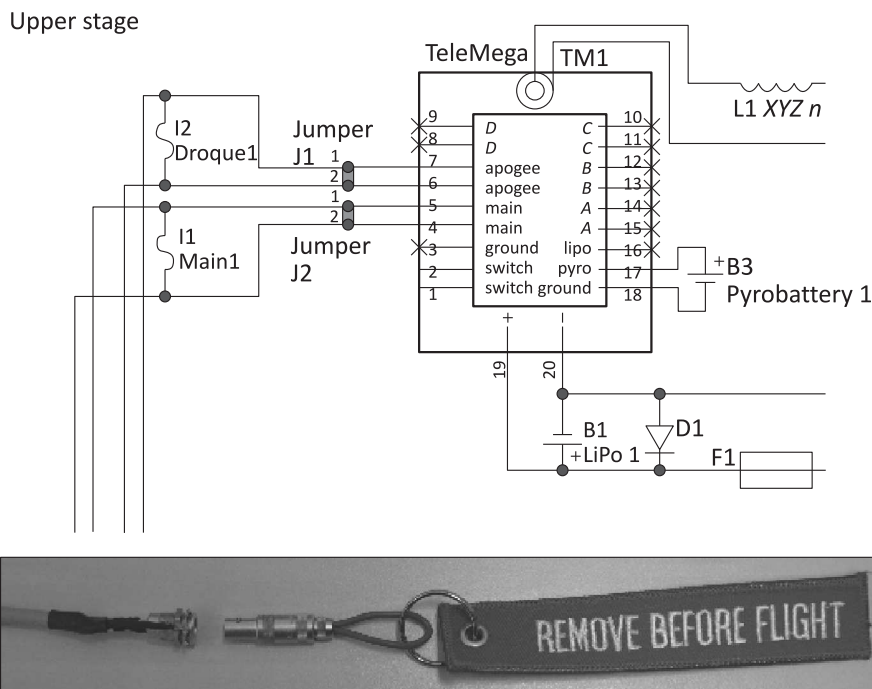 Upper stage
TeleMega
TM1
L1 XYZ n
I2
Droque1
Jumper
J1
1
2
1
2
Jumper
J2
I1
Main1
9 D C 10
8 D C 11
7 apogee B 12
6 apogee B 13
5 main A 14
4 main A 15
3 ground lipo 16
2 switch pyro 17
1 switch ground 18
+ −
19 20
+ B3
Pyrobattery 1
B1
+LiPo 1
D1
F1
REMOVE BEFORE FLIGHT